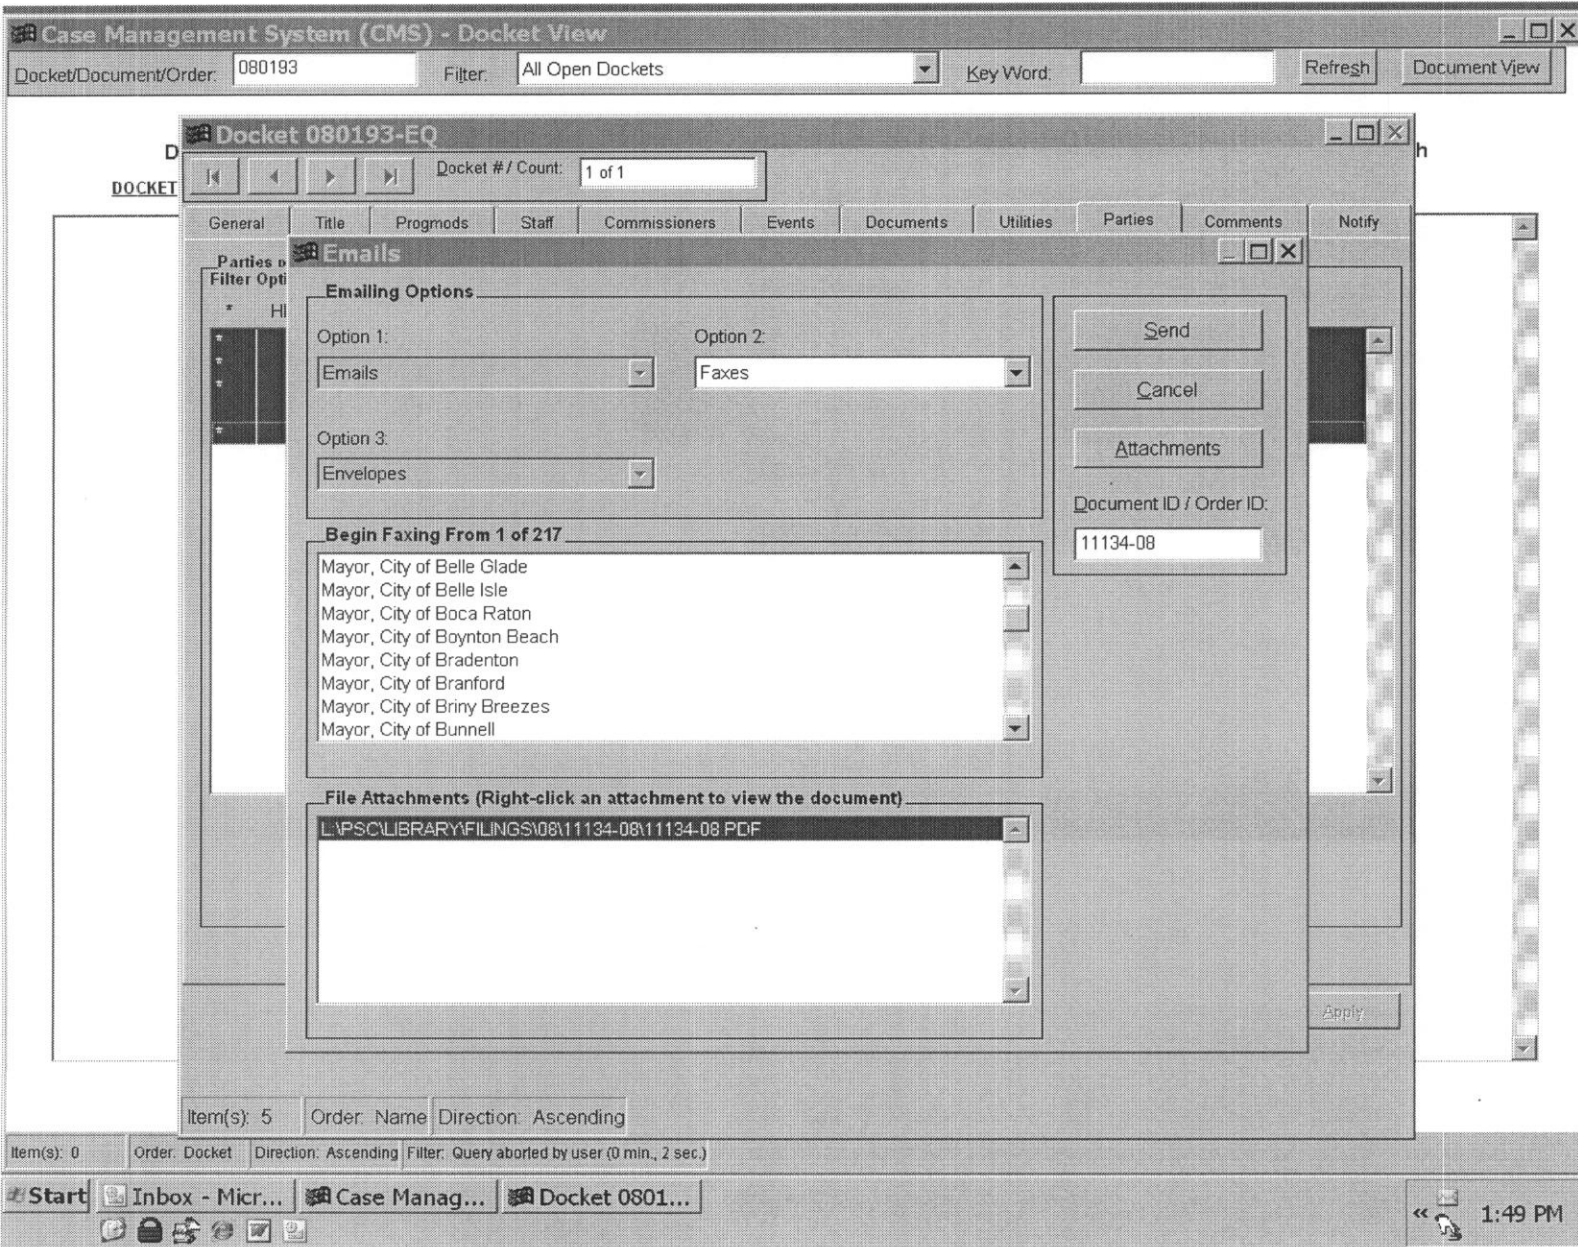 Case Management System (CMS) - Docket View
Docket/Document/Order: 080193 Filter: All Open Dockets Key Word: Refresh Document View
Docket 080193-EQ
D h
Docket # / Count: 1 of 1
DOCKET
General Title Progmods Staff Commissioners Events Documents Utilities Parties Comments Notify
Emails
Parties
Filter Opti
Emailing Options
* HI
Option 1: Option 2:
Emails Faxes
Send
Cancel
Option 3:
Envelopes
Attachments
Document ID / Order ID:
11134-08
Begin Faxing From 1 of 217
Mayor, City of Belle Glade
Mayor, City of Belle Isle
Mayor, City of Boca Raton
Mayor, City of Boynton Beach
Mayor, City of Bradenton
Mayor, City of Branford
Mayor, City of Briny Breezes
Mayor, City of Bunnell
File Attachments (Right-click an attachment to view the document)
L:\PSC\LIBRARY\FILINGS\08\11134-08\11134-08.PDF
Apply
Item(s): 5 Order: Name Direction: Ascending
Item(s): 0 Order: Docket Direction: Ascending Filter: Query aborted by user (0 min., 2 sec.)
Start Inbox - Micr... Case Manag... Docket 0801... « 1:49 PM